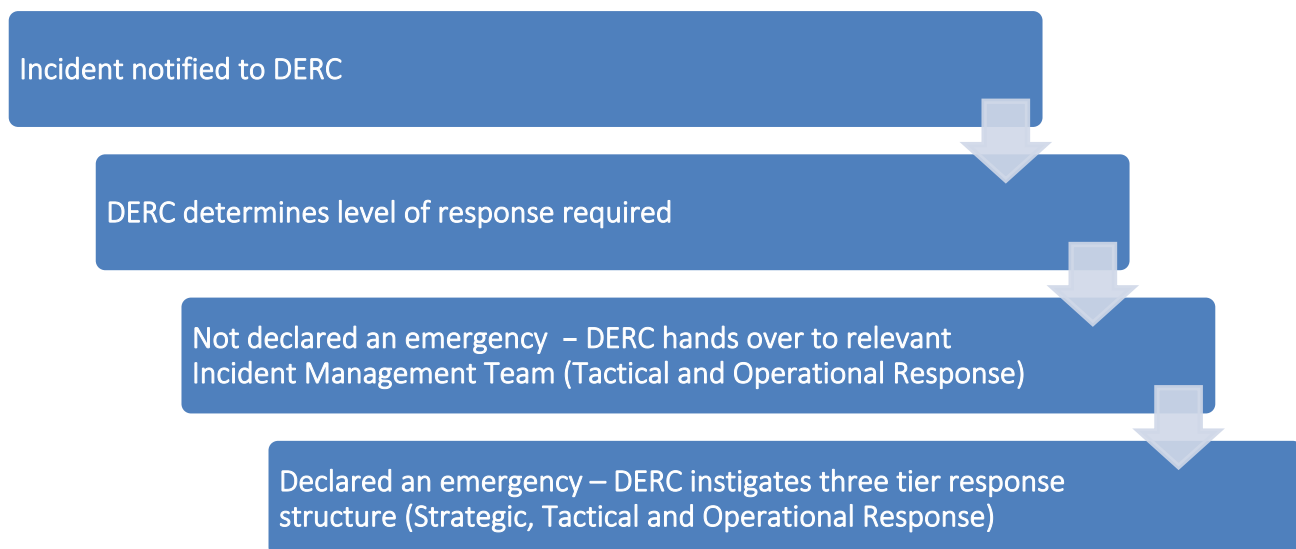 Incident notified to DERC
DERC determines level of response required
Not declared an emergency – DERC hands over to relevant
Incident Management Team (Tactical and Operational Response)
Declared an emergency – DERC instigates three tier response
structure (Strategic, Tactical and Operational Response)